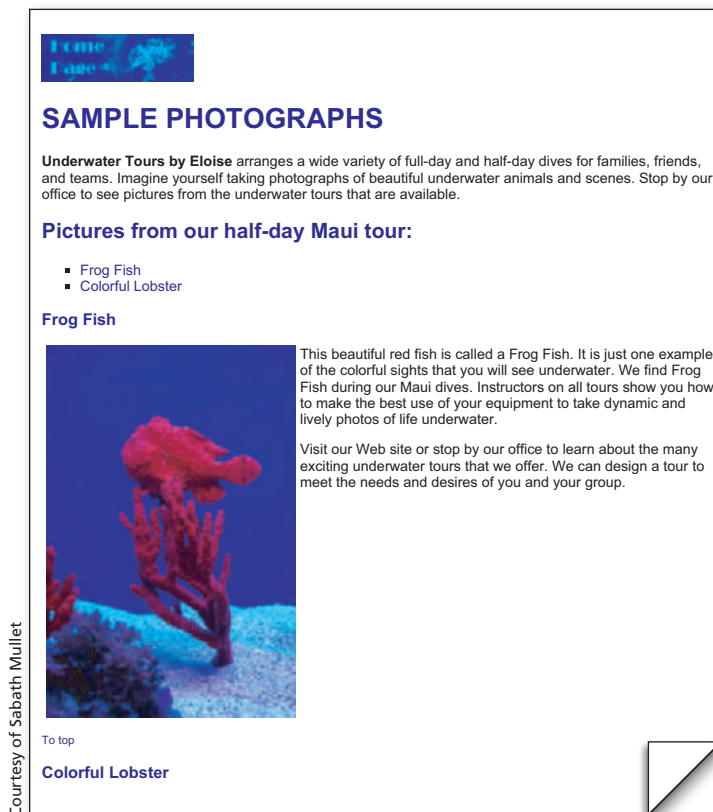 Home
Page
SAMPLE PHOTOGRAPHS
Underwater Tours by Eloise arranges a wide variety of full-day and half-day dives for families, friends,
and teams. Imagine yourself taking photographs of beautiful underwater animals and scenes. Stop by our
office to see pictures from the underwater tours that are available.
Pictures from our half-day Maui tour:
Frog Fish
Colorful Lobster
Frog Fish
This beautiful red fish is called a Frog Fish. It is just one example
of the colorful sights that you will see underwater. We find Frog
Fish during our Maui dives. Instructors on all tours show you how
to make the best use of your equipment to take dynamic and
lively photos of life underwater.
Visit our Web site or stop by our office to learn about the many
exciting underwater tours that we offer. We can design a tour to
meet the needs and desires of you and your group.
To top
Colorful Lobster
Courtesy of Sabath Mullet